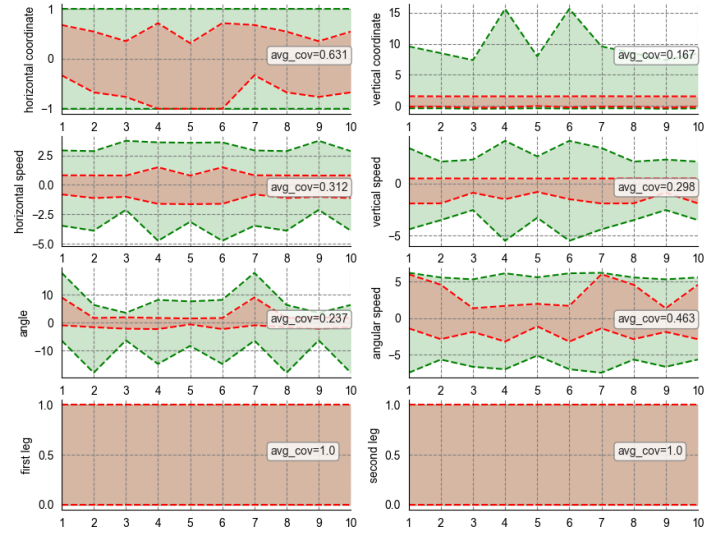 horizontal coordinate
1
0
−1
avg_cov=0.631
1 2 3 4 5 6 7 8 9 10
vertical coordinate
15
10
5
0
avg_cov=0.167
1 2 3 4 5 6 7 8 9 10
horizontal speed
2.5
0.0
−2.5
−5.0
avg_cov=0.312
1 2 3 4 5 6 7 8 9 10
vertical speed
0
−5
avg_cov=0.298
1 2 3 4 5 6 7 8 9 10
angle
10
0
−10
avg_cov=0.237
1 2 3 4 5 6 7 8 9 10
angular speed
5
0
−5
avg_cov=0.463
1 2 3 4 5 6 7 8 9 10
first leg
1.0
0.5
0.0
avg_cov=1.0
1 2 3 4 5 6 7 8 9 10
second leg
1.0
0.5
0.0
avg_cov=1.0
1 2 3 4 5 6 7 8 9 10